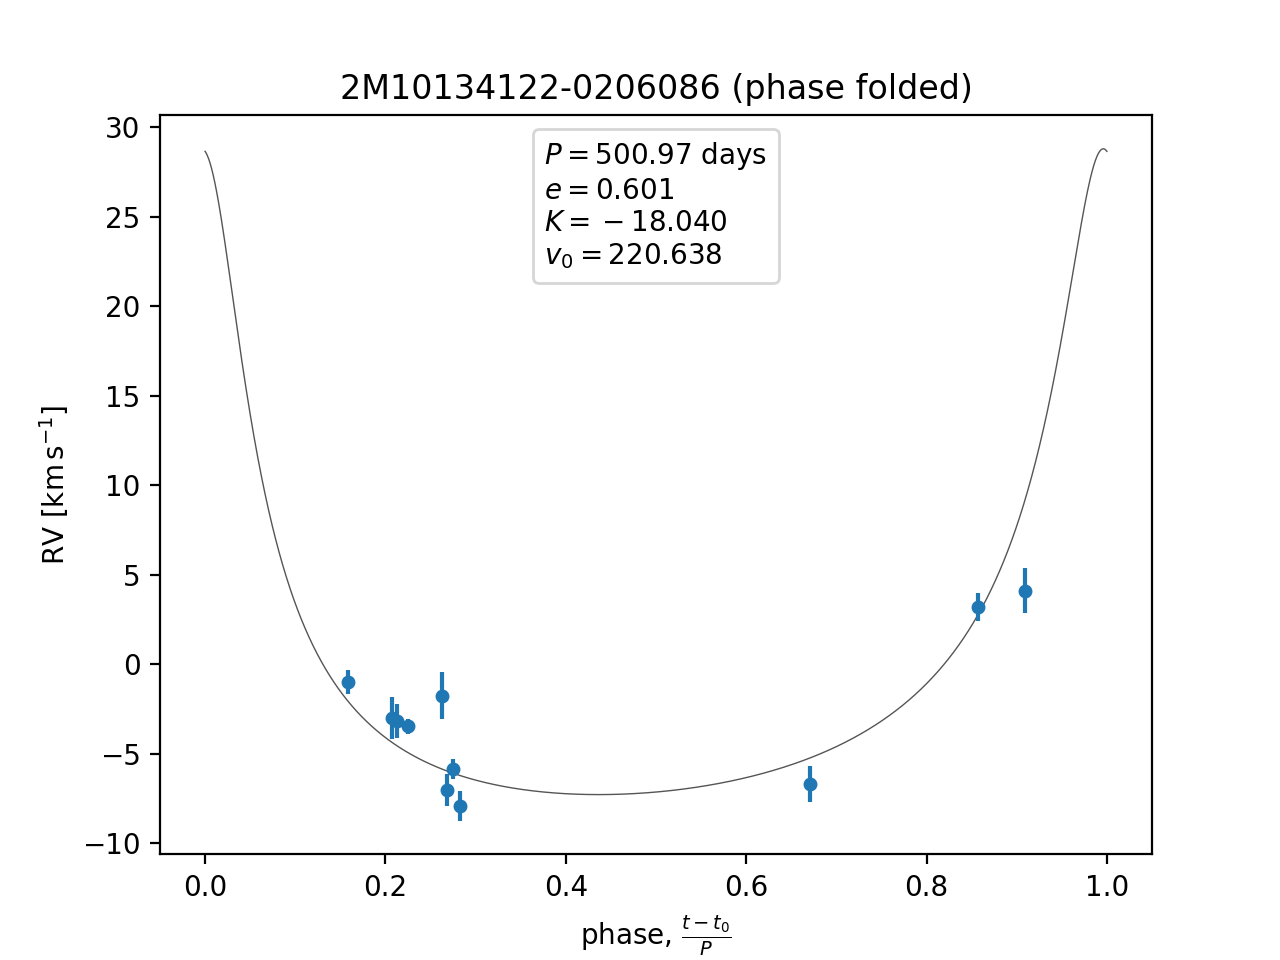 2M10134122-0206086 (phase folded)
P = 500.97 days
e = 0.601
K = −18.040
v₀ = 220.638
30
25
20
15
10
5
0
−5
−10
RV [km s⁻¹]
0.0 0.2 0.4 0.6 0.8 1.0
phase, (t − t₀)/P